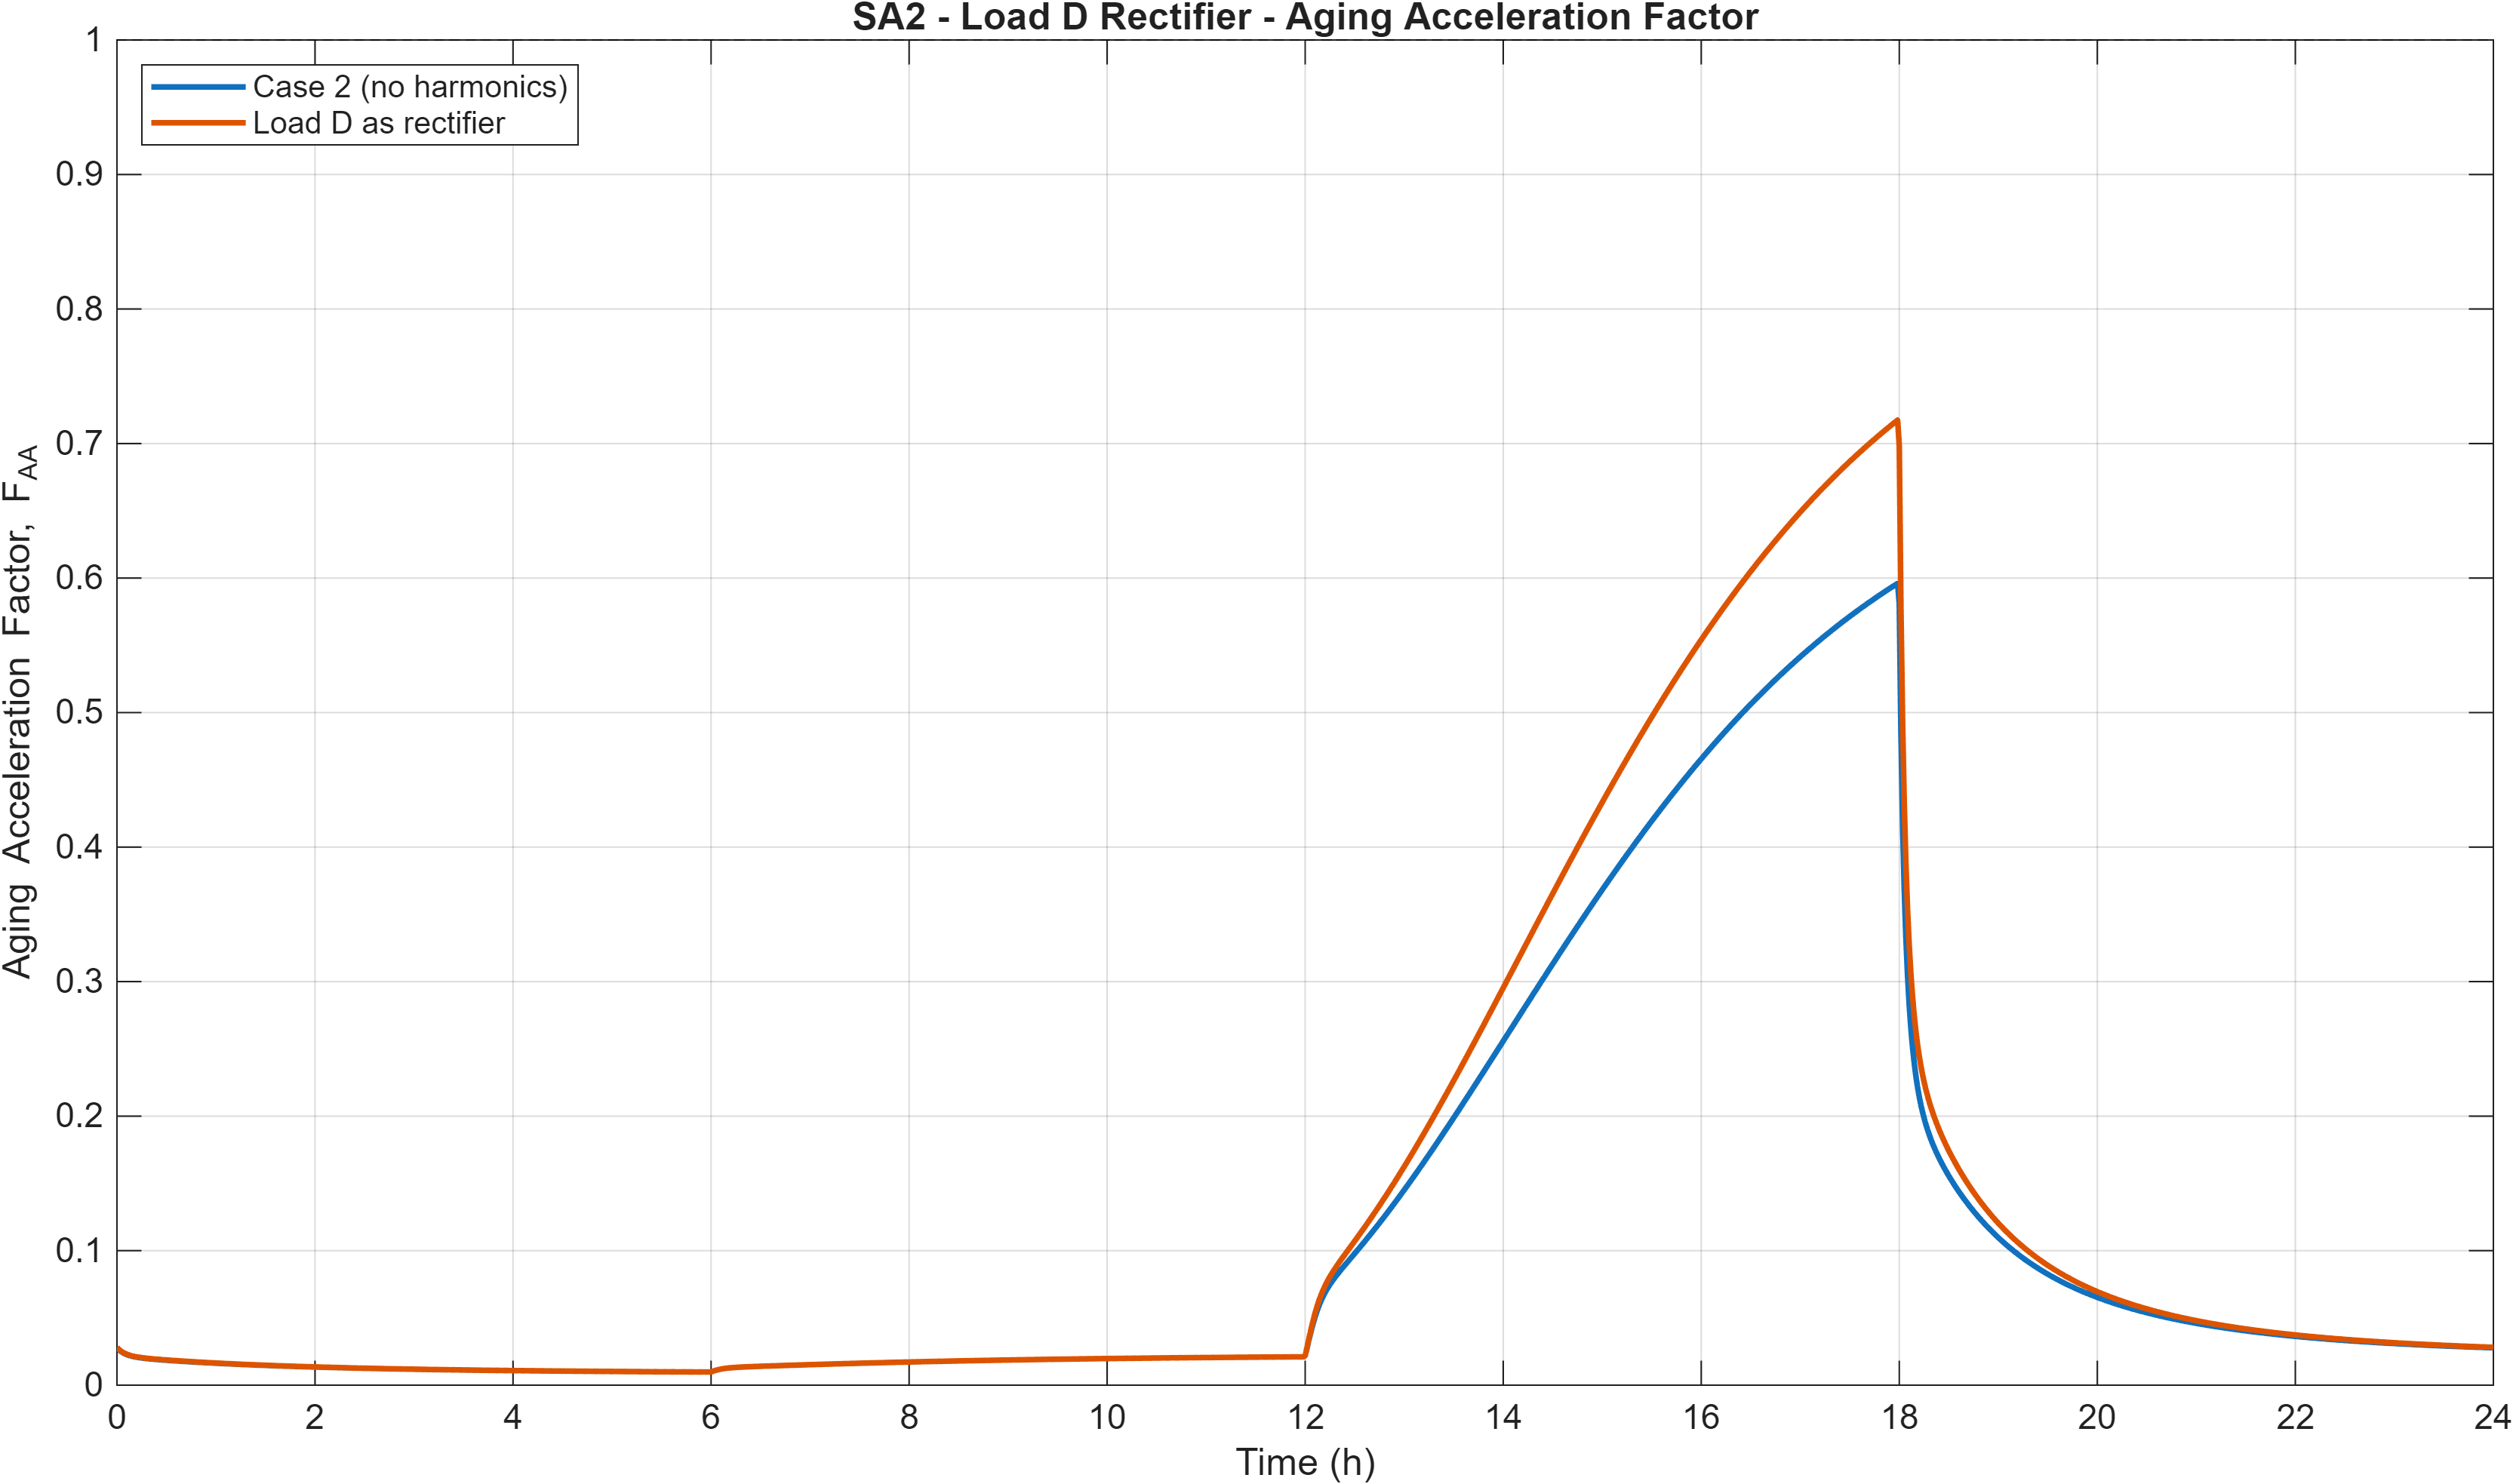 SA2 - Load D Rectifier - Aging Acceleration Factor
Case 2 (no harmonics)
Load D as rectifier
Aging Acceleration Factor, F_AA
1
0.9
0.8
0.7
0.6
0.5
0.4
0.3
0.2
0.1
0
0 2 4 6 8 10 12 14 16 18 20 22 24
Time (h)